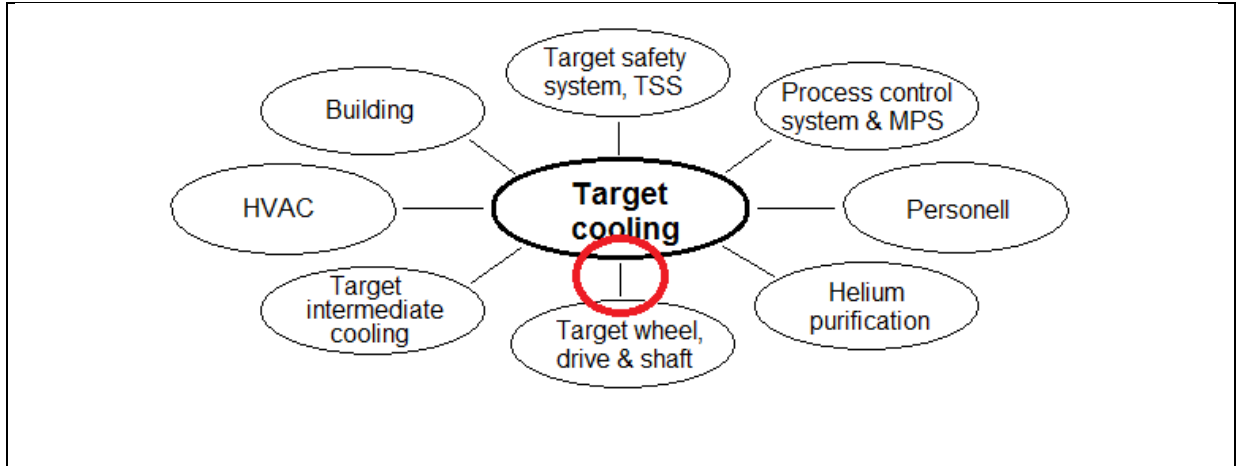 Target safety
system, TSS
Building
Process control
system & MPS
HVAC
Target
cooling
Personell
Target
intermediate
cooling
Target wheel,
drive & shaft
Helium
purification